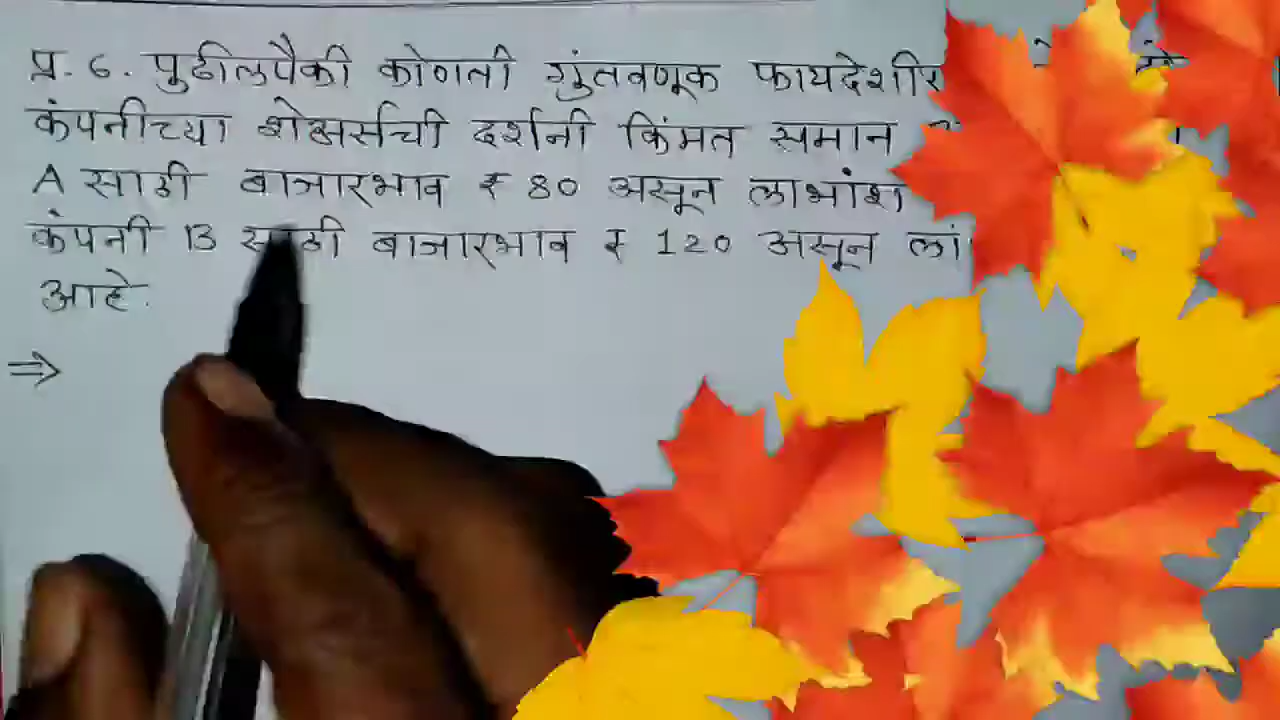 प्र. 6. पुढीलपैकी कोणती गुंतवणूक फायदेशीर
कंपनीच्या शेअर्सची दर्शनी किंमत समान
A साठी बाजारभाव ₹ 80 असून लाभांश
कंपनी B साठी बाजारभाव ₹ 120 असून
आहे.
⇒